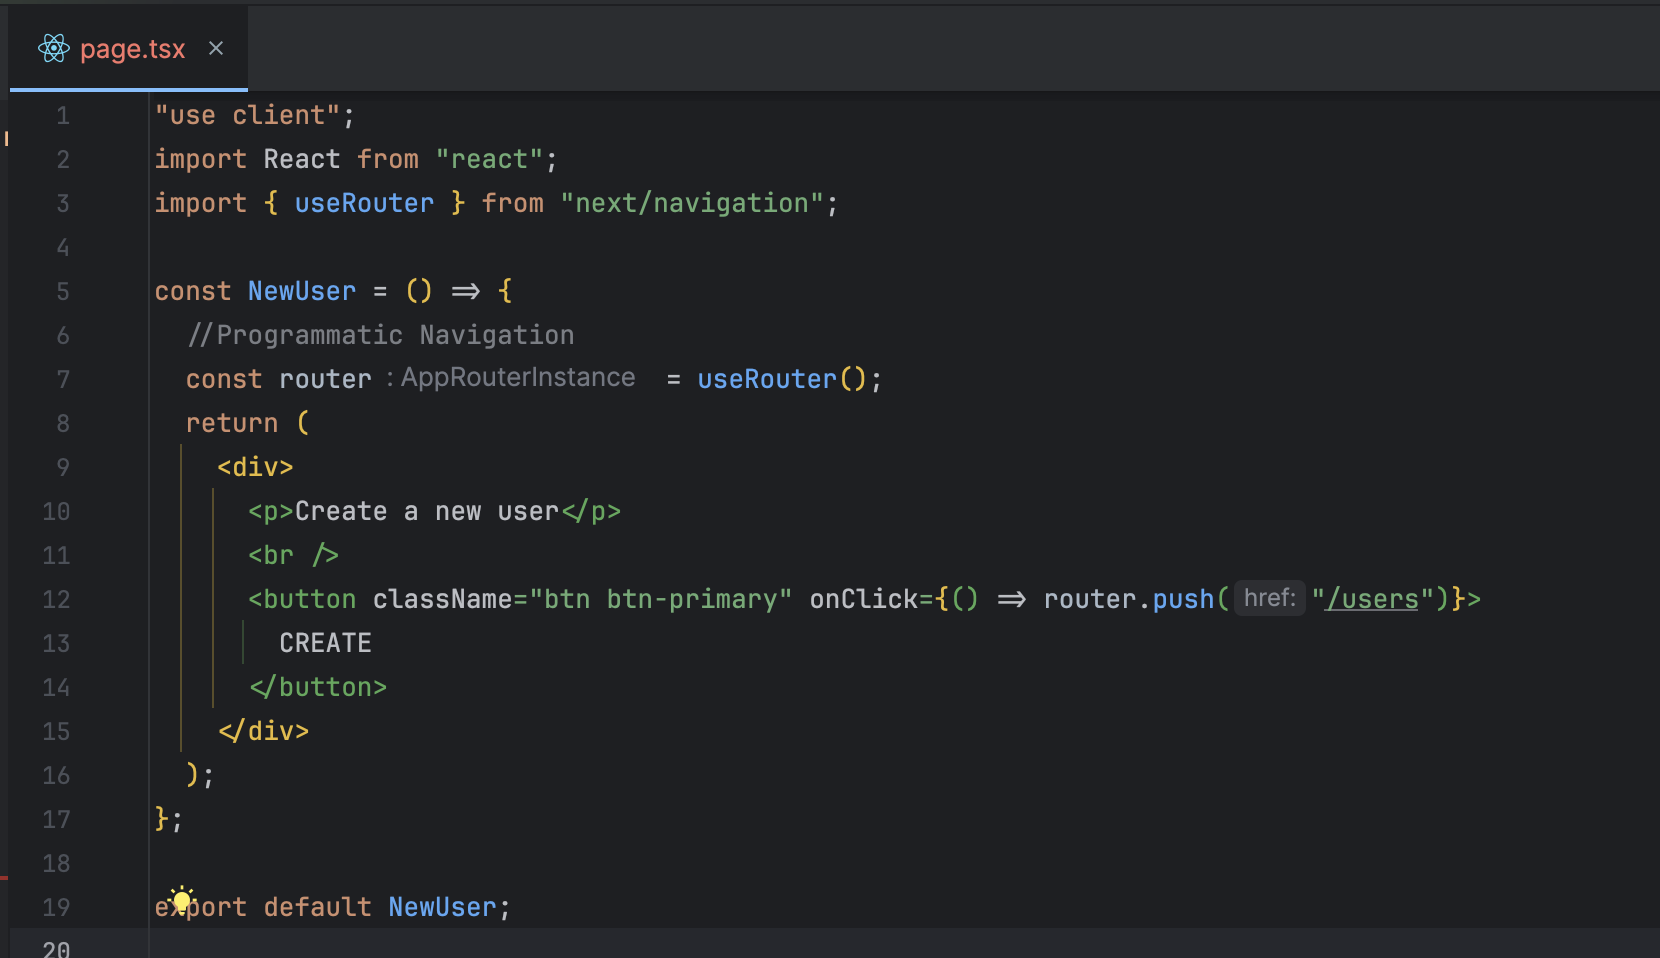 page.tsx ×
1 "use client";
2 import React from "react";
3 import { useRouter } from "next/navigation";
4
5 const NewUser = () => {
6 //Programmatic Navigation
7 const router : AppRouterInstance = useRouter();
8 return (
9 <div>
10 <p>Create a new user</p>
11 <br />
12 <button className="btn btn-primary" onClick={() => router.push( href: "/users")}>
13 CREATE
14 </button>
15 </div>
16 );
17 };
18
19 export default NewUser;
20